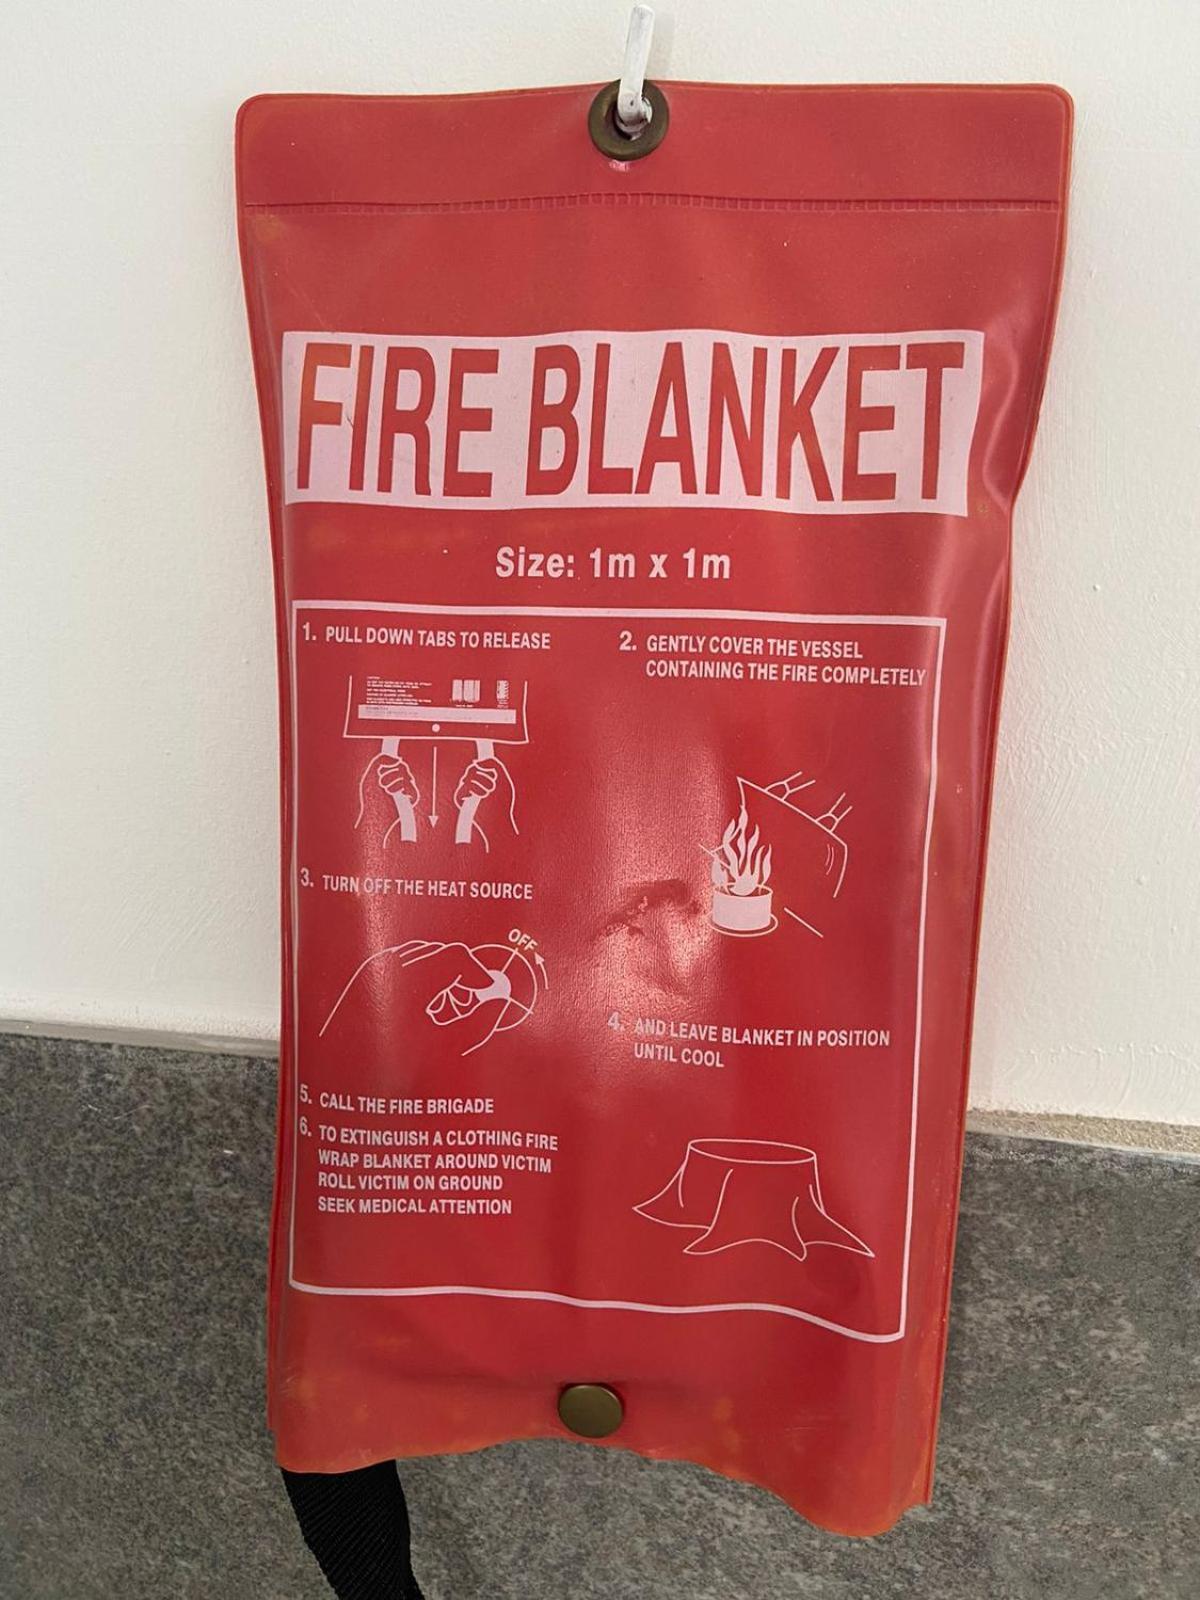 FIRE BLANKET
Size: 1m x 1m
1. PULL DOWN TABS TO RELEASE
2. GENTLY COVER THE VESSEL
CONTAINING THE FIRE COMPLETELY
3. TURN OFF THE HEAT SOURCE
OFF
4. AND LEAVE BLANKET IN POSITION
UNTIL COOL
5. CALL THE FIRE BRIGADE
6. TO EXTINGUISH A CLOTHING FIRE
WRAP BLANKET AROUND VICTIM
ROLL VICTIM ON GROUND
SEEK MEDICAL ATTENTION